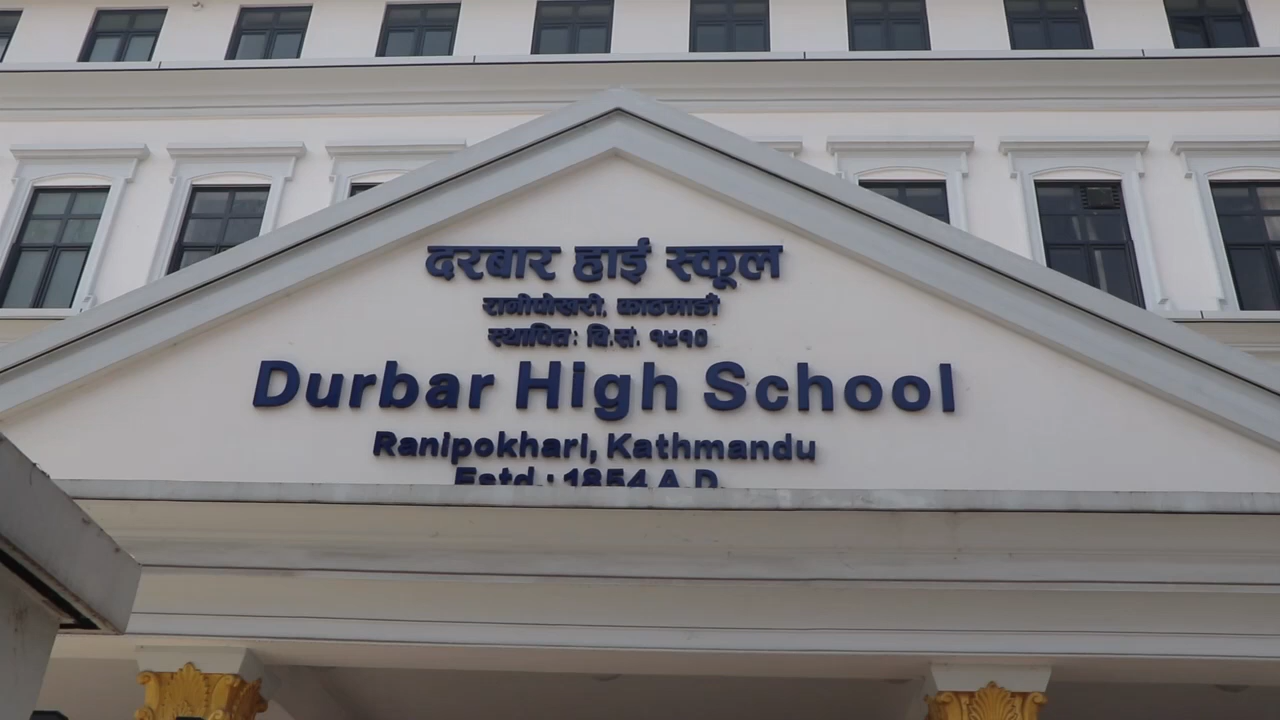 दरबार हाई स्कूल
रानीपोखरी, काठमाडौं
स्थापित: वि.सं. १९१०
Durbar High School
Ranipokhari, Kathmandu
Estd.: 1854 A.D.